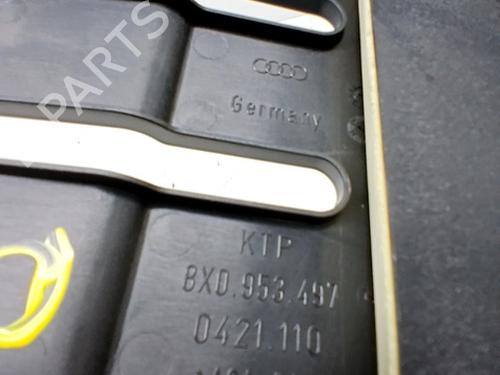 PARTS
Germany
KTP
8X0.953.497
0421.110